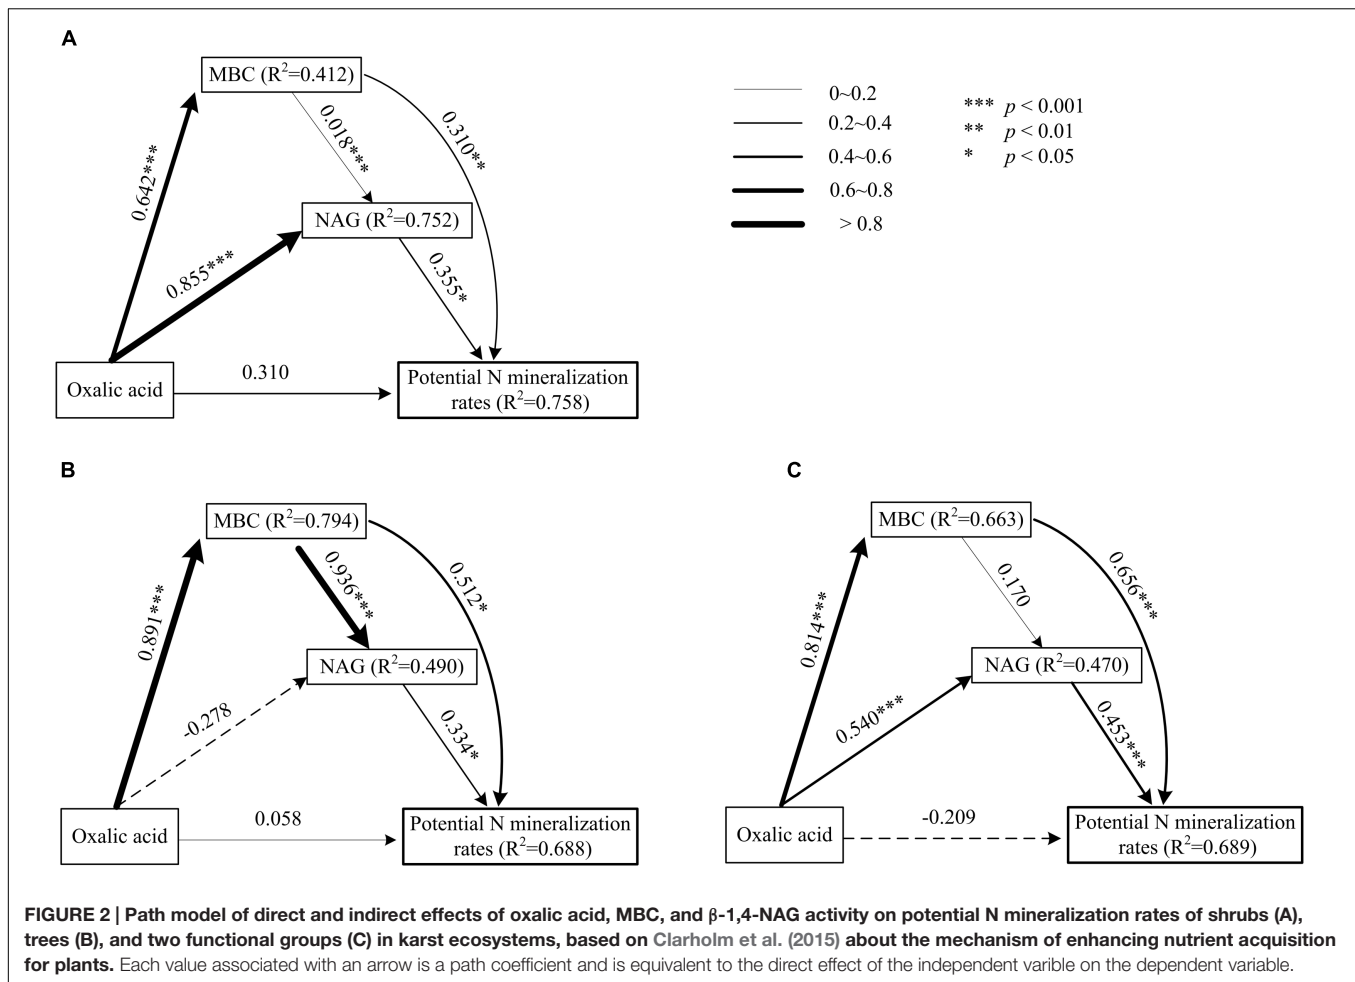 A
MBC (R²=0.412)
0.642***
0.018***
0.310**
NAG (R²=0.752)
0.855***
0.355*
Oxalic acid
0.310
Potential N mineralization
rates (R²=0.758)
0~0.2
0.2~0.4
0.4~0.6
0.6~0.8
> 0.8
*** p < 0.001
** p < 0.01
* p < 0.05
B
MBC (R²=0.794)
0.891***
0.936***
0.512*
NAG (R²=0.490)
-0.278
0.334*
Oxalic acid
0.058
Potential N mineralization
rates (R²=0.688)
C
MBC (R²=0.663)
0.814***
0.170
0.656***
NAG (R²=0.470)
0.540***
0.453***
Oxalic acid
-0.209
Potential N mineralization
rates (R²=0.689)
FIGURE 2 | Path model of direct and indirect effects of oxalic acid, MBC, and β-1,4-NAG activity on potential N mineralization rates of shrubs (A),
trees (B), and two functional groups (C) in karst ecosystems, based on Clarholm et al. (2015) about the mechanism of enhancing nutrient acquisition
for plants. Each value associated with an arrow is a path coefficient and is equivalent to the direct effect of the independent varible on the dependent variable.